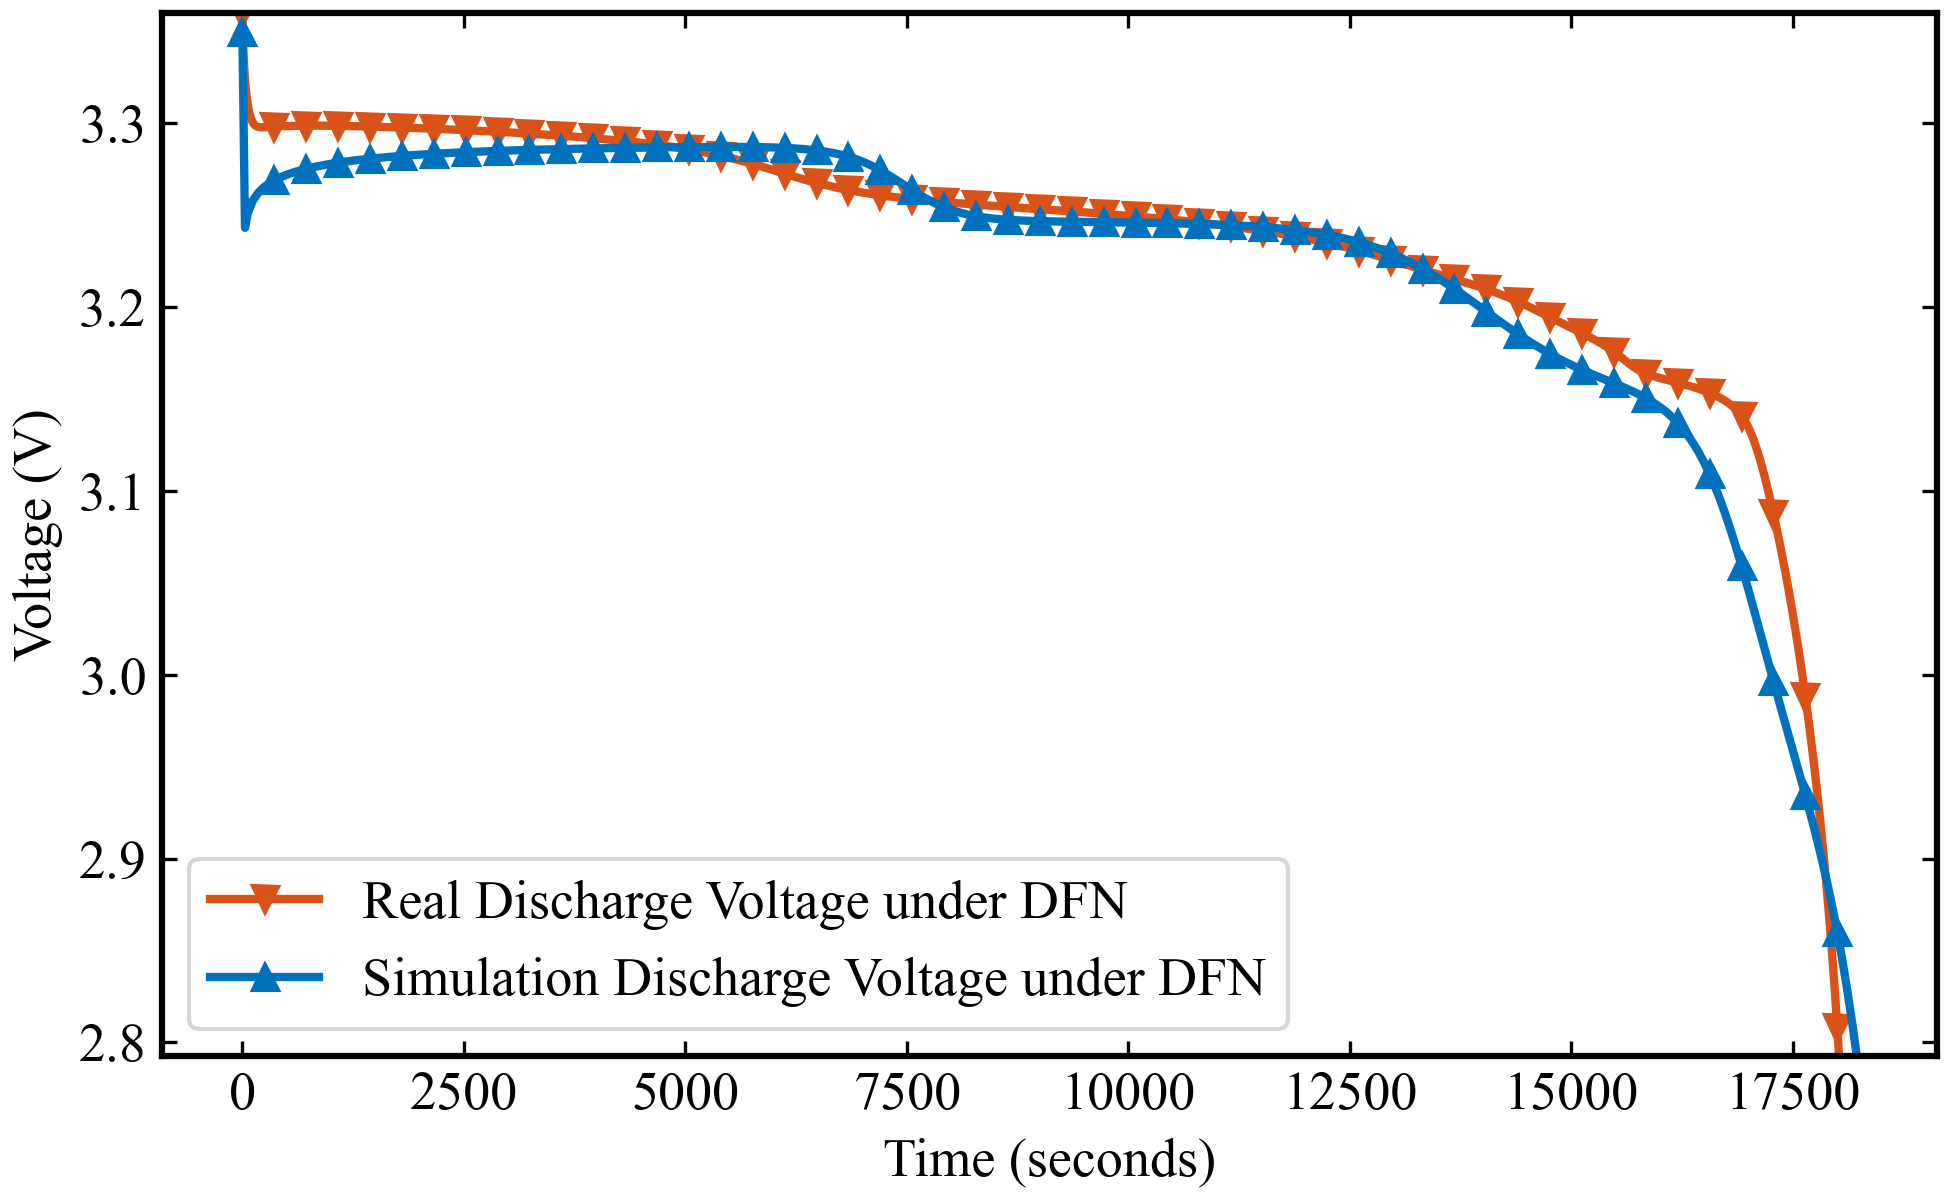 3.3
3.2
3.1
3.0
2.9
2.8
Voltage (V)
Real Discharge Voltage under DFN
Simulation Discharge Voltage under DFN
0 2500 5000 7500 10000 12500 15000 17500
Time (seconds)